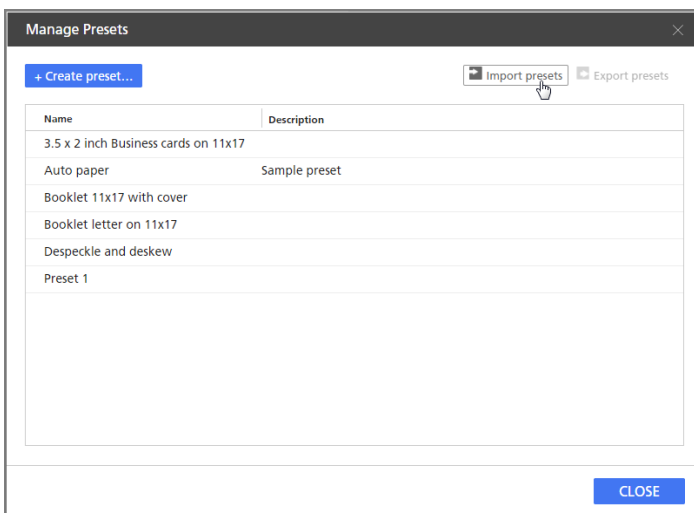 Manage Presets
+ Create preset...
Import presets
Export presets
Name Description
3.5 x 2 inch Business cards on 11x17
Auto paper Sample preset
Booklet 11x17 with cover
Booklet letter on 11x17
Despeckle and deskew
Preset 1
CLOSE